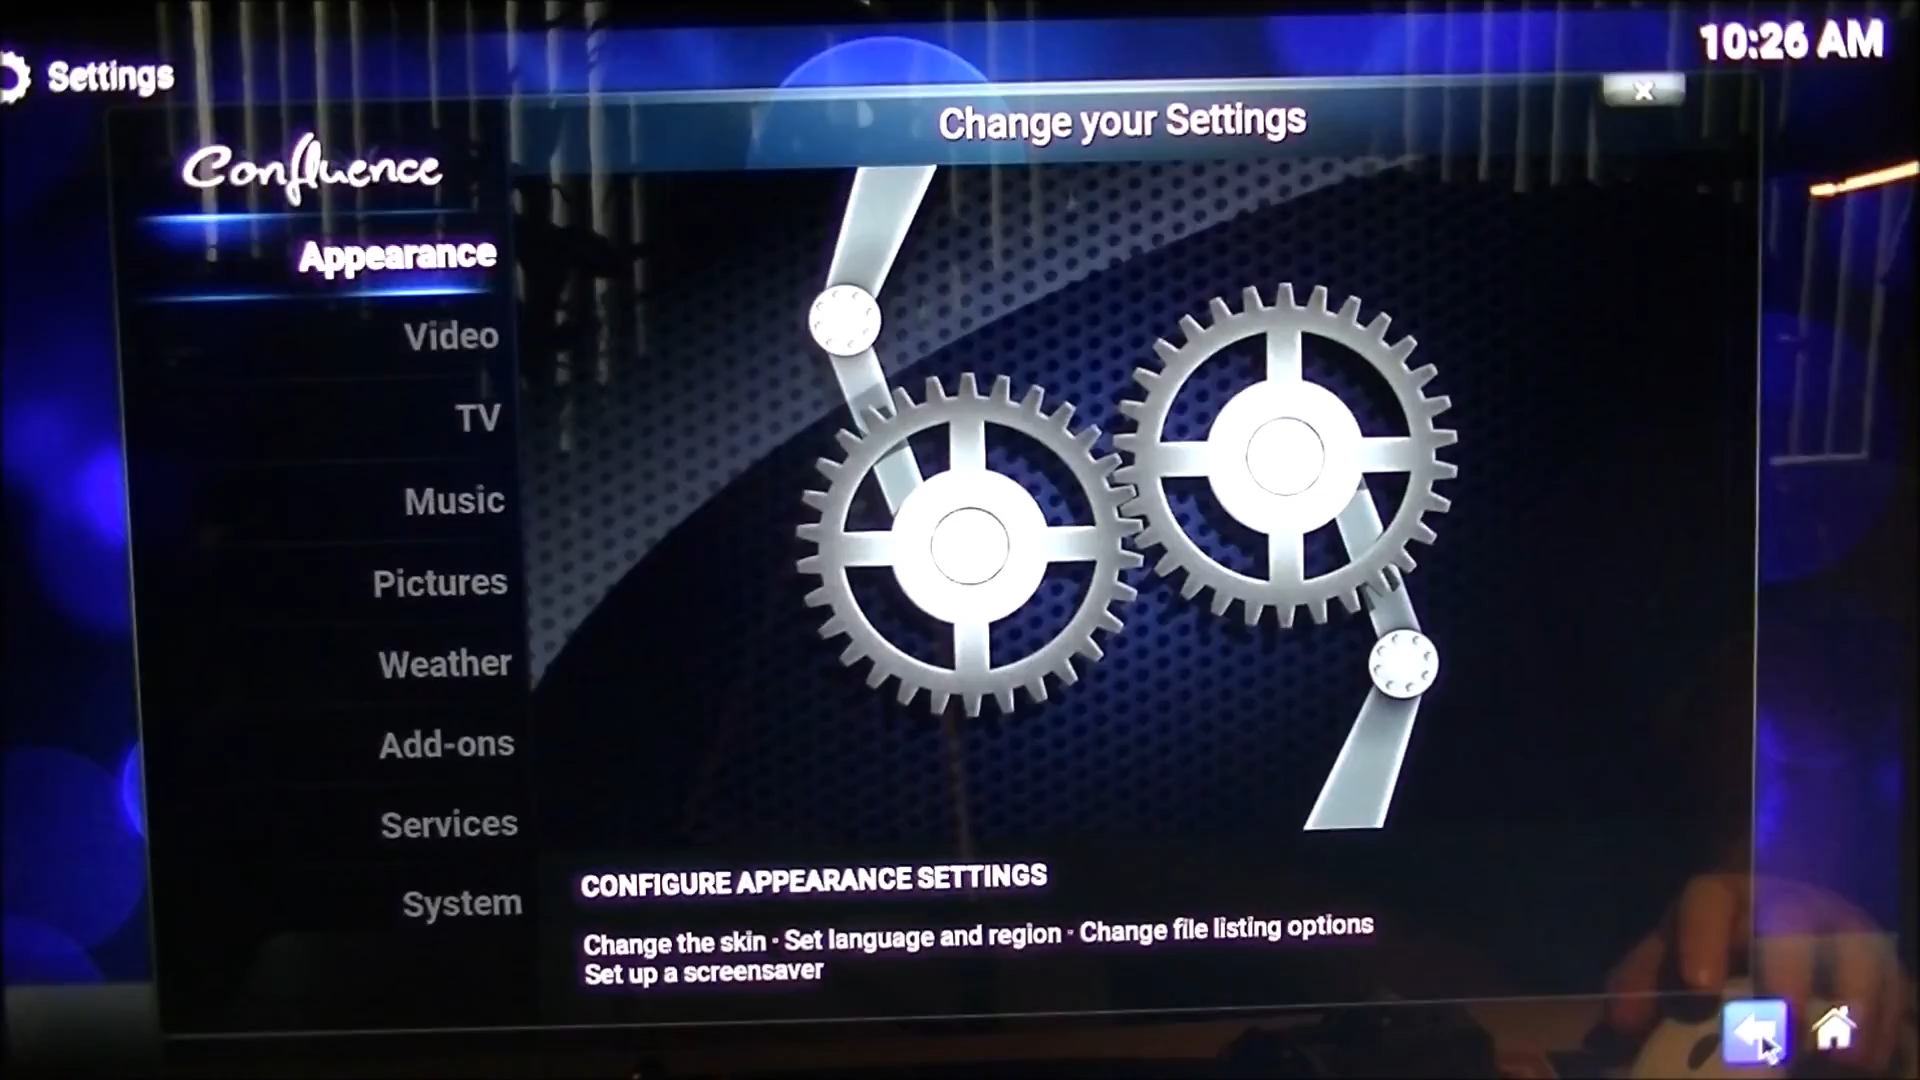 Settings
10:26 AM
Change your Settings
Confluence
Appearance
Video
TV
Music
Pictures
Weather
Add-ons
Services
System
CONFIGURE APPEARANCE SETTINGS
Change the skin · Set language and region · Change file listing options
Set up a screensaver